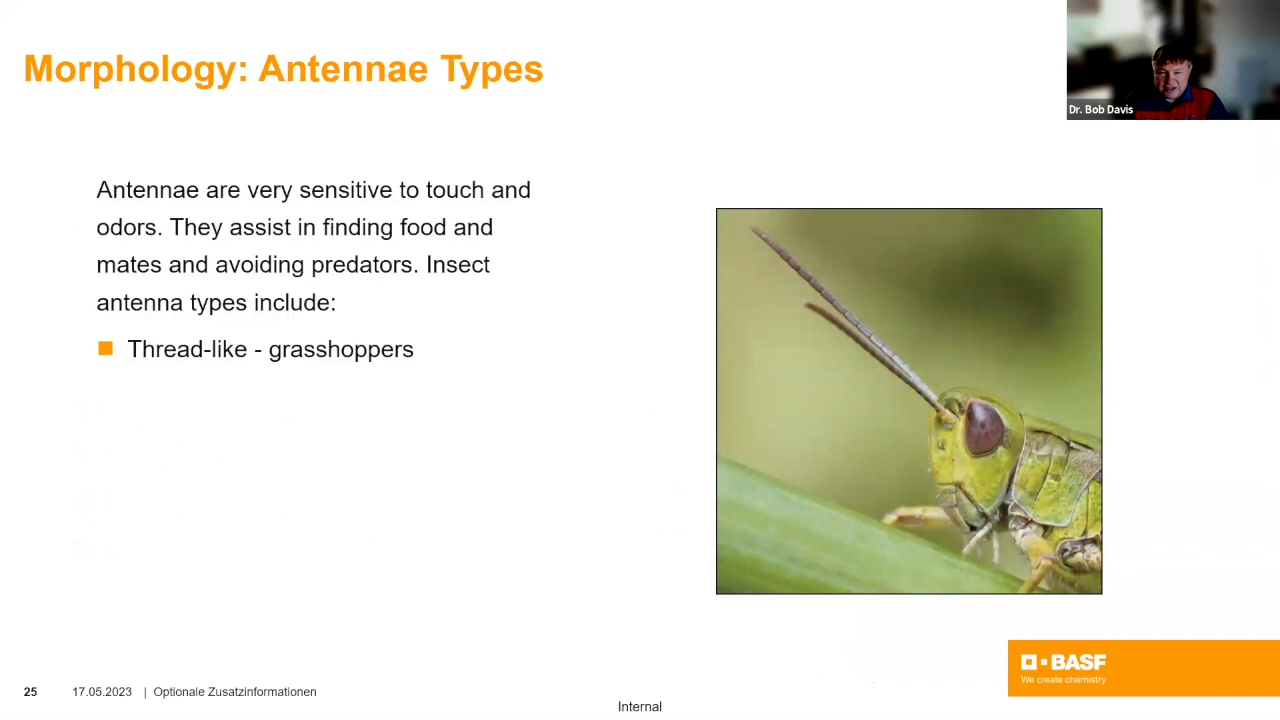 Morphology: Antennae Types
Dr. Bob Davis
Antennae are very sensitive to touch and
odors. They assist in finding food and
mates and avoiding predators. Insect
antenna types include:
Thread-like - grasshoppers
BASF
We create chemistry
25 17.05.2023 | Optionale Zusatzinformationen
Internal